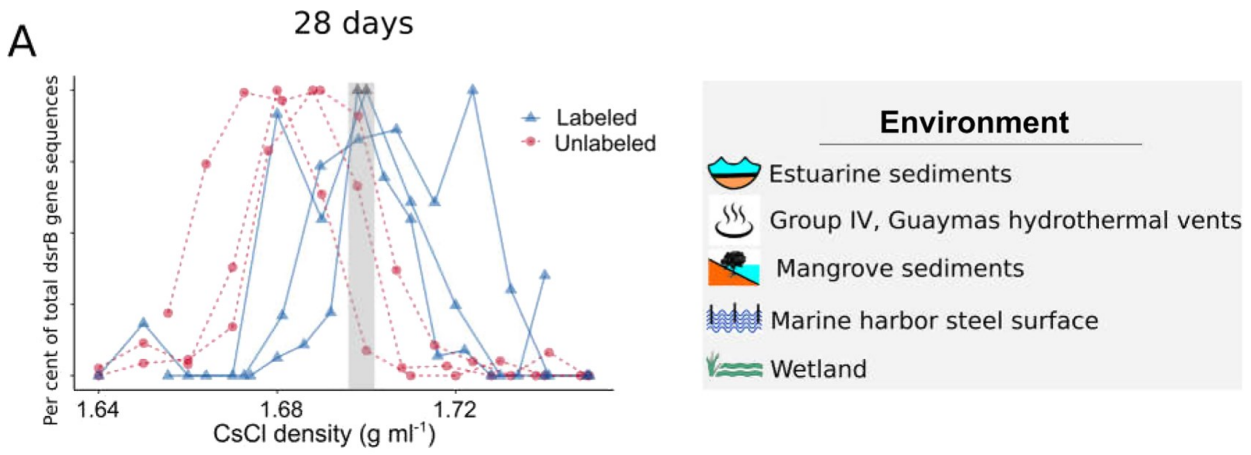 28 days
A
Per cent of total dsrB gene sequences
Labeled
Unlabeled
1.64
1.68
1.72
CsCl density (g ml⁻¹)
Environment
Estuarine sediments
Group IV, Guaymas hydrothermal vents
Mangrove sediments
Marine harbor steel surface
Wetland